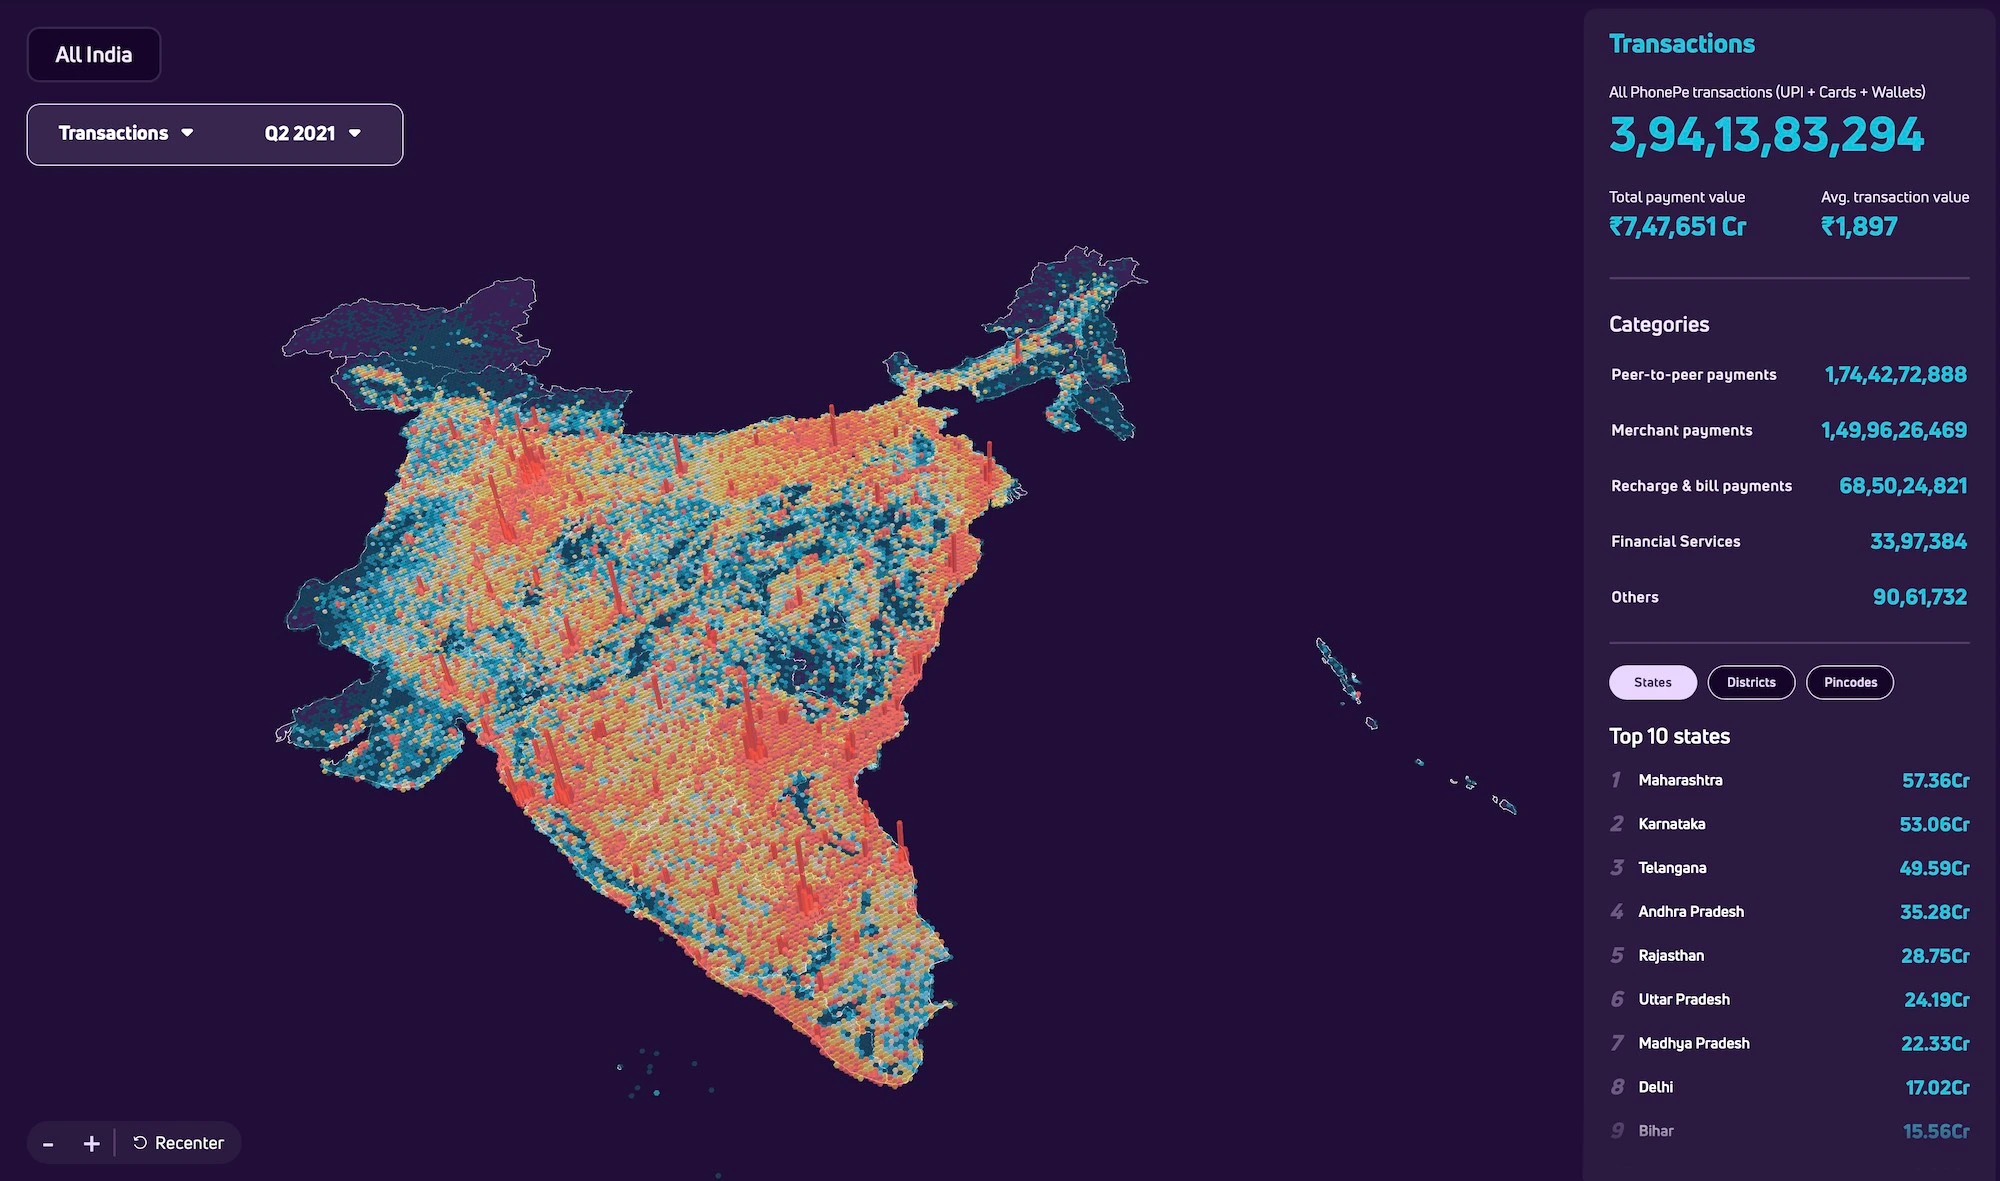 All India
Transactions
Q2 2021
Transactions
All PhonePe transactions (UPI + Cards + Wallets)
3,94,13,83,294
Total payment value
Avg. transaction value
₹7,47,651 Cr
₹1,897
Categories
Peer-to-peer payments 1,74,42,72,888
Merchant payments 1,49,96,26,469
Recharge & bill payments 68,50,24,821
Financial Services 33,97,384
Others 90,61,732
States
Districts
Pincodes
Top 10 states
1 Maharashtra 57.36Cr
2 Karnataka 53.06Cr
3 Telangana 49.59Cr
4 Andhra Pradesh 35.28Cr
5 Rajasthan 28.75Cr
6 Uttar Pradesh 24.19Cr
7 Madhya Pradesh 22.33Cr
8 Delhi 17.02Cr
9 Bihar 15.56Cr
- + Recenter